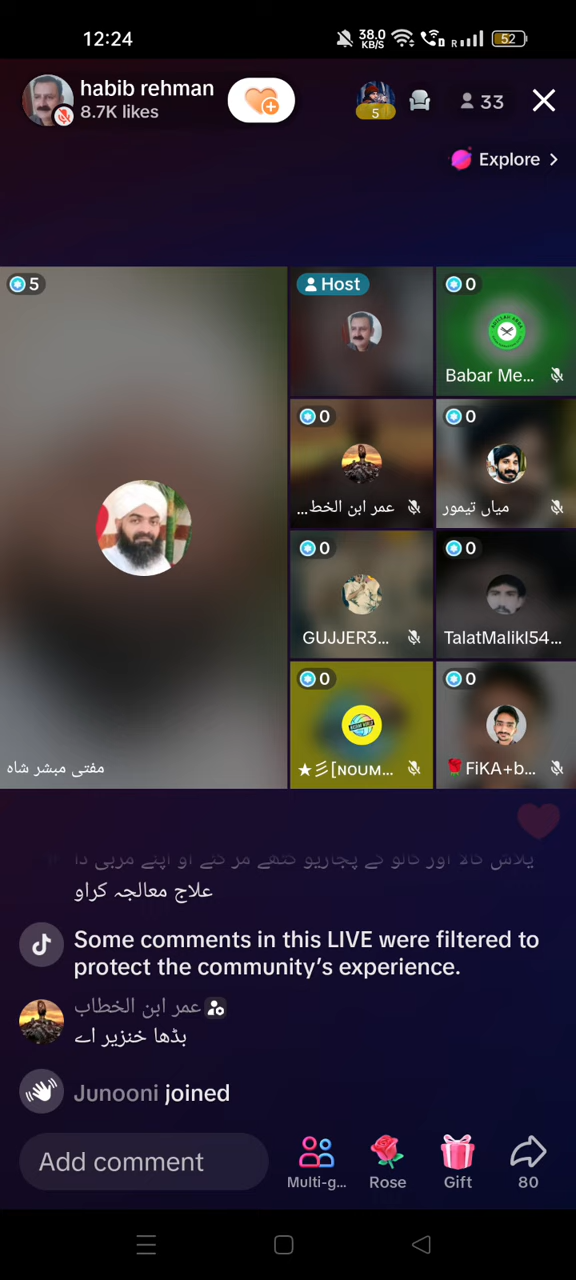 12:24
38.0
KB/S
R
52
habib rehman
8.7K likes
5
33
Explore
5
Host
0
Babar Me...
0
عمر ابن الخط...
0
میاں تیمور
0
GUJJER3...
0
TalatMalikl54...
0
★彡[ɴᴏᴜᴍ...
0
🌹FiKA+b...
مفتی مبشر شاہ
علاج معالجہ کراو
Some comments in this LIVE were filtered to
protect the community's experience.
عمر ابن الخطاب
بڈھا خنزیر اے
Junooni joined
Add comment
Multi-g...
Rose
Gift
80